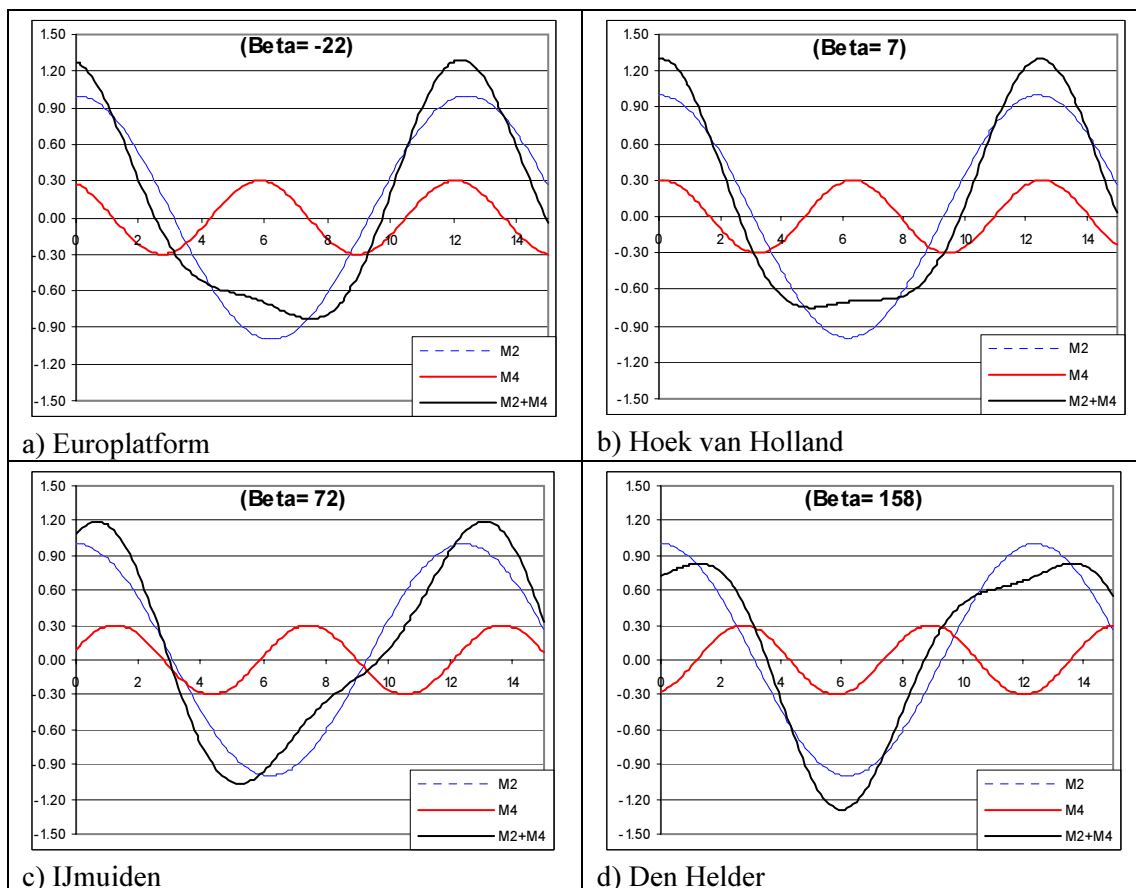 (Beta= -22)
1.50
1.20
0.90
0.60
0.30
0.00
-0.30
-0.60
-0.90
-1.20
-1.50
0 2 4 6 8 10 12 14
M2
M4
M2+M4
a) Europlatform
(Beta= 7)
1.50
1.20
0.90
0.60
0.30
0.00
-0.30
-0.60
-0.90
-1.20
-1.50
0 2 4 6 8 10 12 14
M2
M4
M2+M4
b) Hoek van Holland
(Beta= 72)
1.50
1.20
0.90
0.60
0.30
0.00
-0.30
-0.60
-0.90
-1.20
-1.50
0 2 4 6 8 10 12 14
M2
M4
M2+M4
c) IJmuiden
(Beta= 158)
1.50
1.20
0.90
0.60
0.30
0.00
-0.30
-0.60
-0.90
-1.20
-1.50
0 2 4 6 8 10 12 14
M2
M4
M2+M4
d) Den Helder